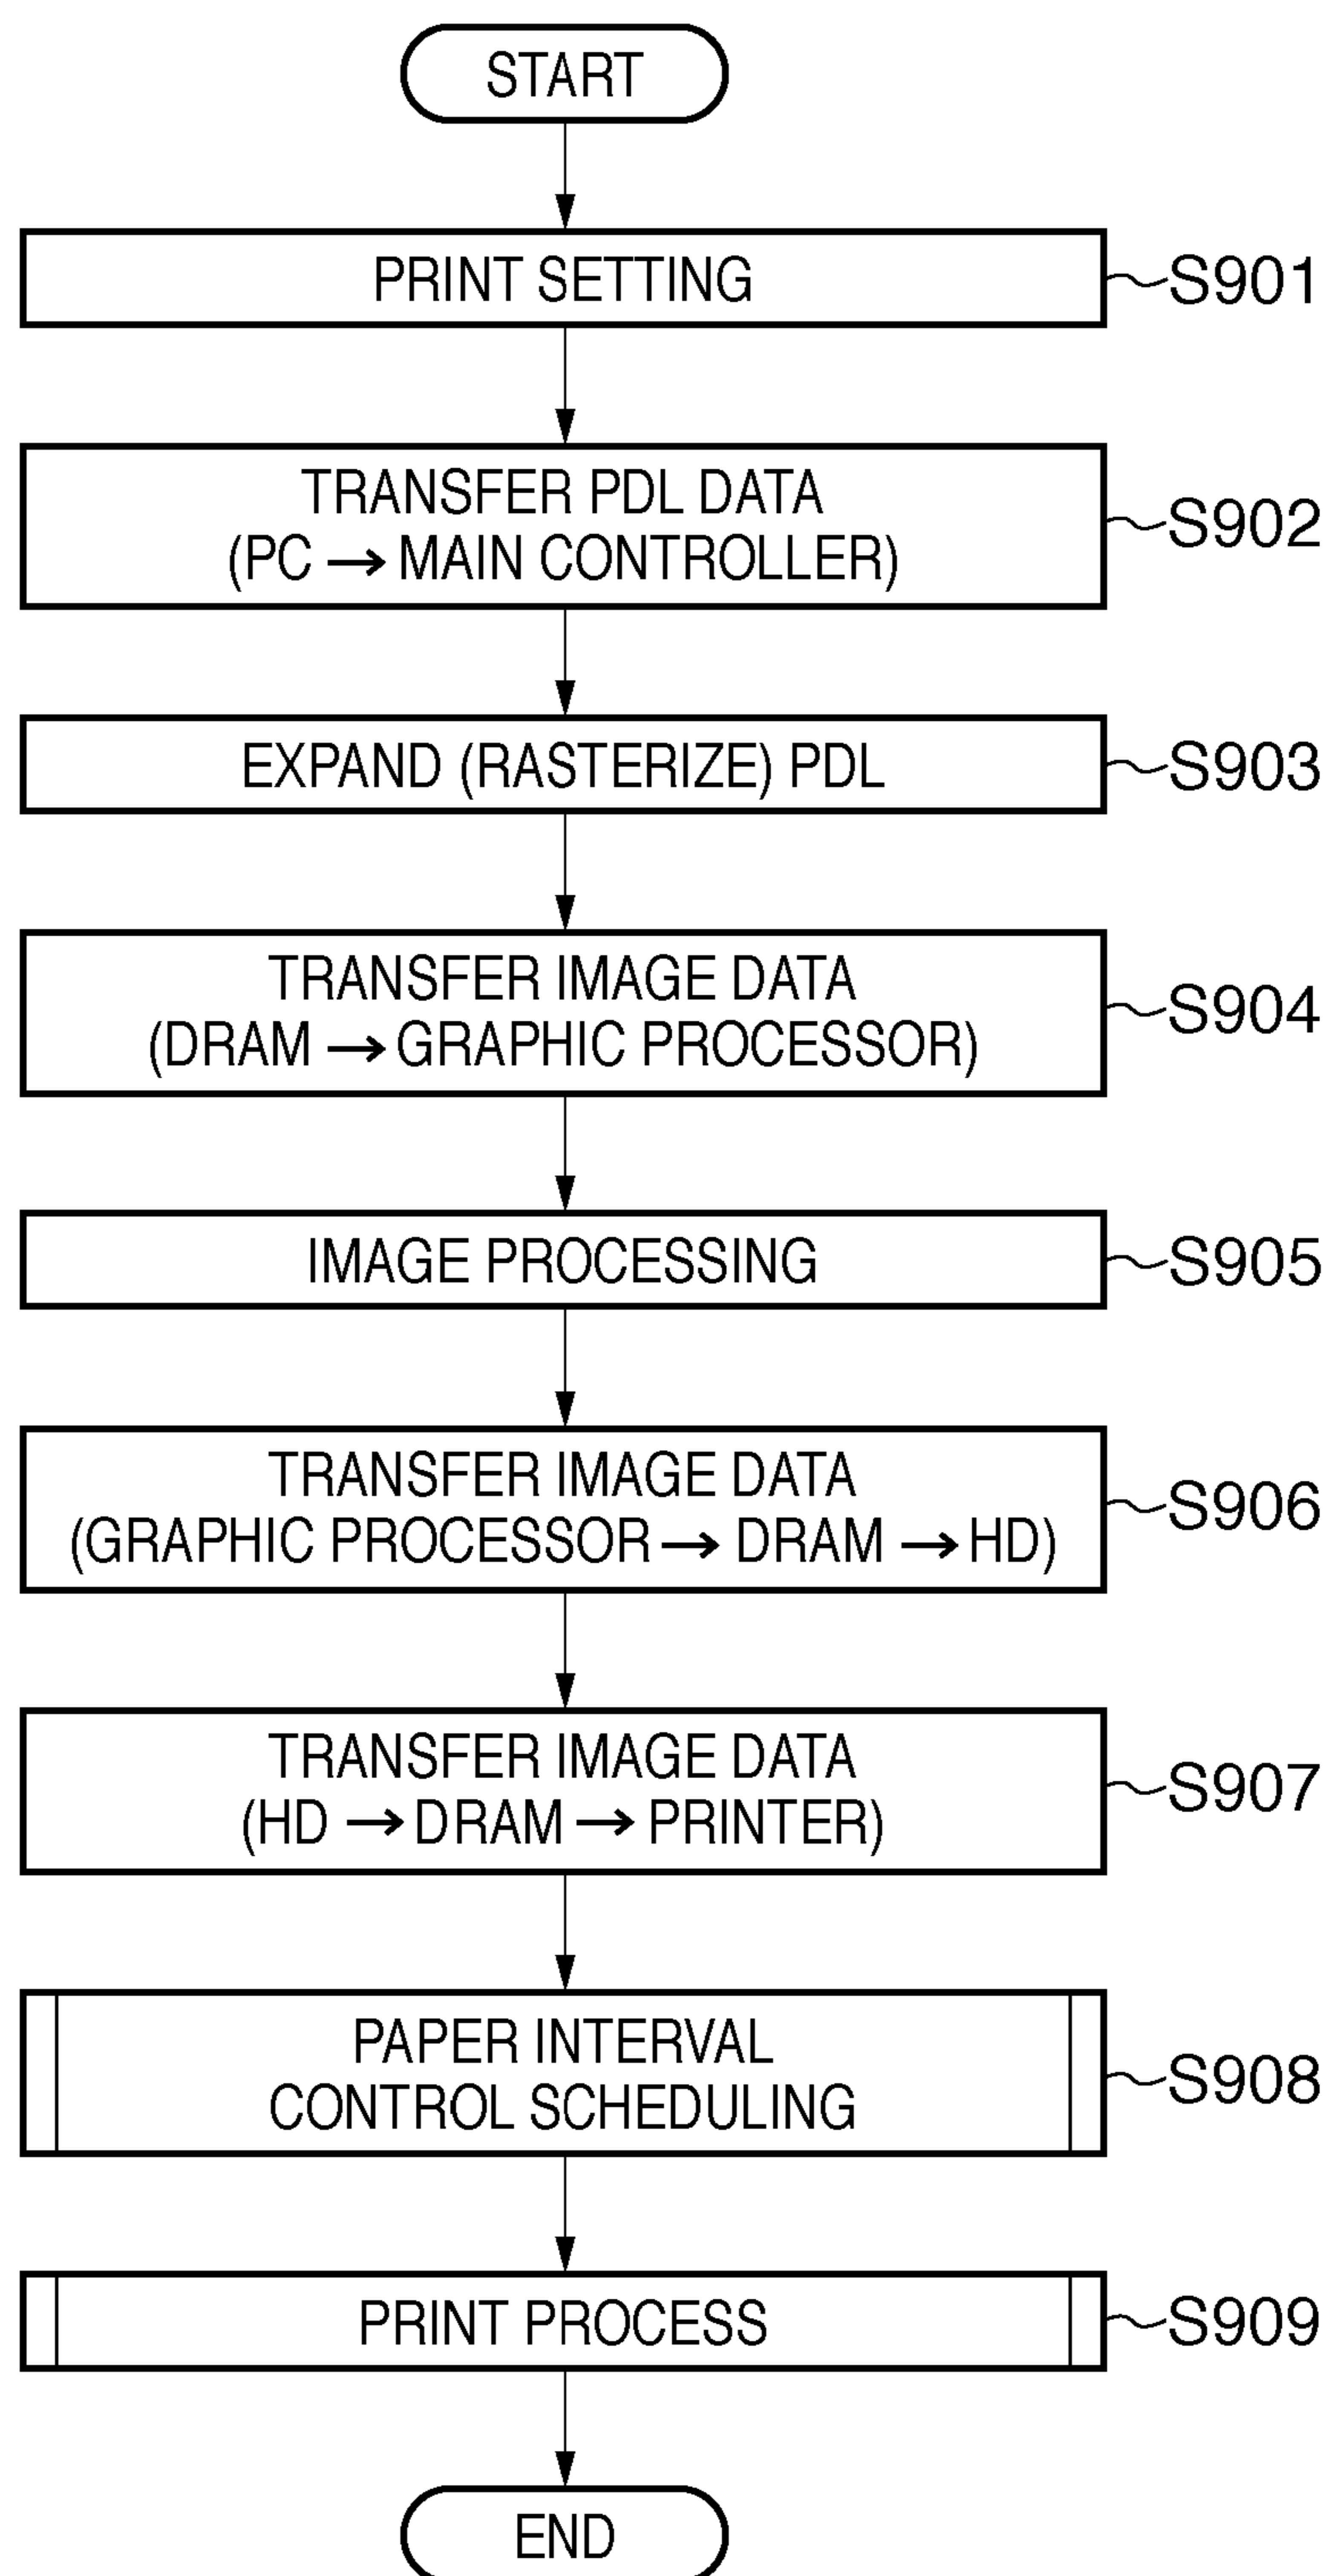 START
PRINT SETTING
S901
TRANSFER PDL DATA
(PC → MAIN CONTROLLER)
S902
EXPAND (RASTERIZE) PDL
S903
TRANSFER IMAGE DATA
(DRAM → GRAPHIC PROCESSOR)
S904
IMAGE PROCESSING
S905
TRANSFER IMAGE DATA
(GRAPHIC PROCESSOR → DRAM → HD)
S906
TRANSFER IMAGE DATA
(HD → DRAM → PRINTER)
S907
PAPER INTERVAL
CONTROL SCHEDULING
S908
PRINT PROCESS
S909
END